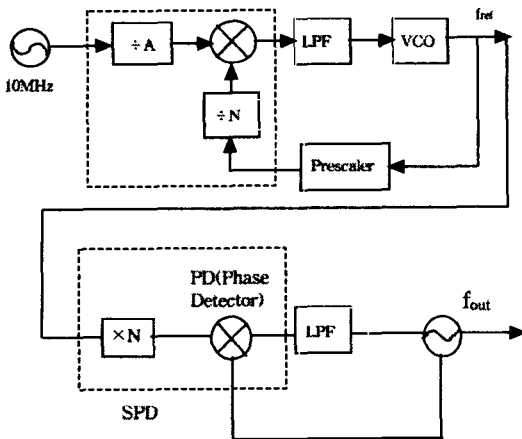 ÷A
LPF
VCO
fref
10MHz
÷N
Prescaler
PD(Phase
Detector)
×N
LPF
fout
SPD